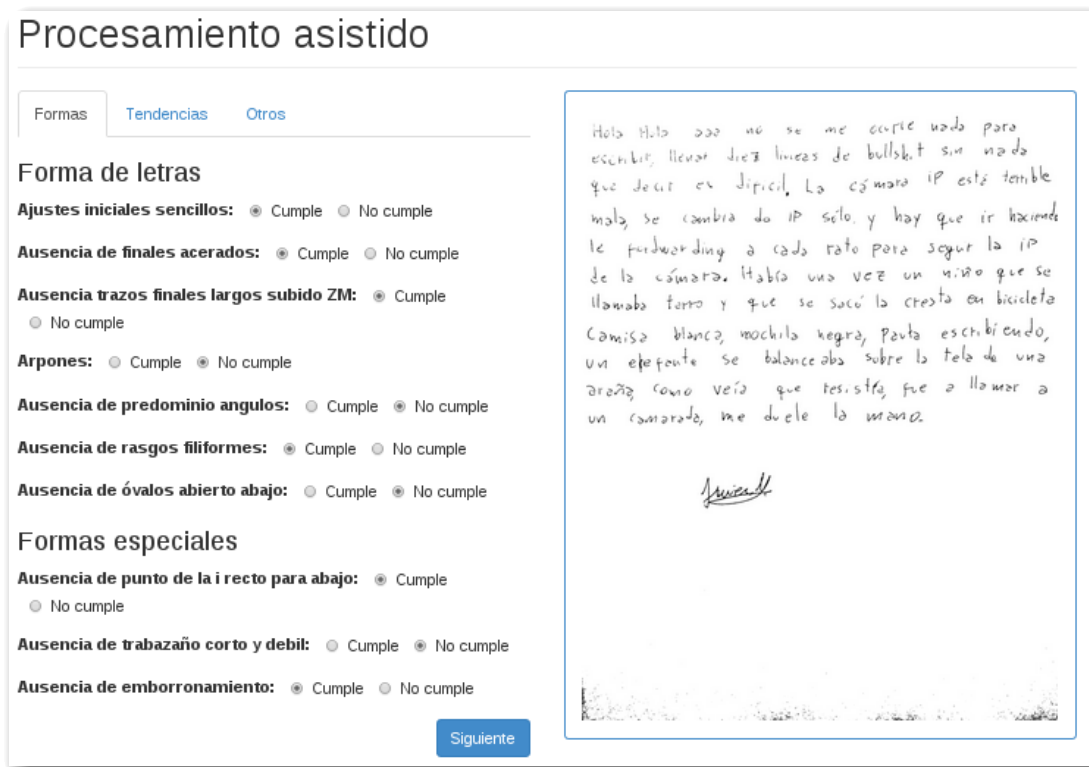 Procesamiento asistido
Formas Tendencias Otros
Forma de letras
Ajustes iniciales sencillos: Cumple No cumple
Ausencia de finales acerados: Cumple No cumple
Ausencia trazos finales largos subido ZM: Cumple
No cumple
Arpones: Cumple No cumple
Ausencia de predominio angulos: Cumple No cumple
Ausencia de rasgos filiformes: Cumple No cumple
Ausencia de óvalos abierto abajo: Cumple No cumple
Formas especiales
Ausencia de punto de la i recto para abajo: Cumple
No cumple
Ausencia de trabazaño corto y debil: Cumple No cumple
Ausencia de emborronamiento: Cumple No cumple
Siguiente
Hola Hola aaa no se me ocurre nada para
escribir, llenar diez lineas de bullshit sin nada
que decir es dificil. La cámara IP está terrible
mala, se cambia do IP sólo, y hay que ir haciendo
le fordwarding a cada rato para seguir la IP
de la cámara. Había una vez un niño que se
llamaba torro y que se sacó la cresta en bicicleta
Camisa blanca, mochila negra, pauta escribiendo,
un elefante se balanceaba sobre la tela de una
araña, como veía que resistía, fue a llamar a
un camarada, me duele la mano.